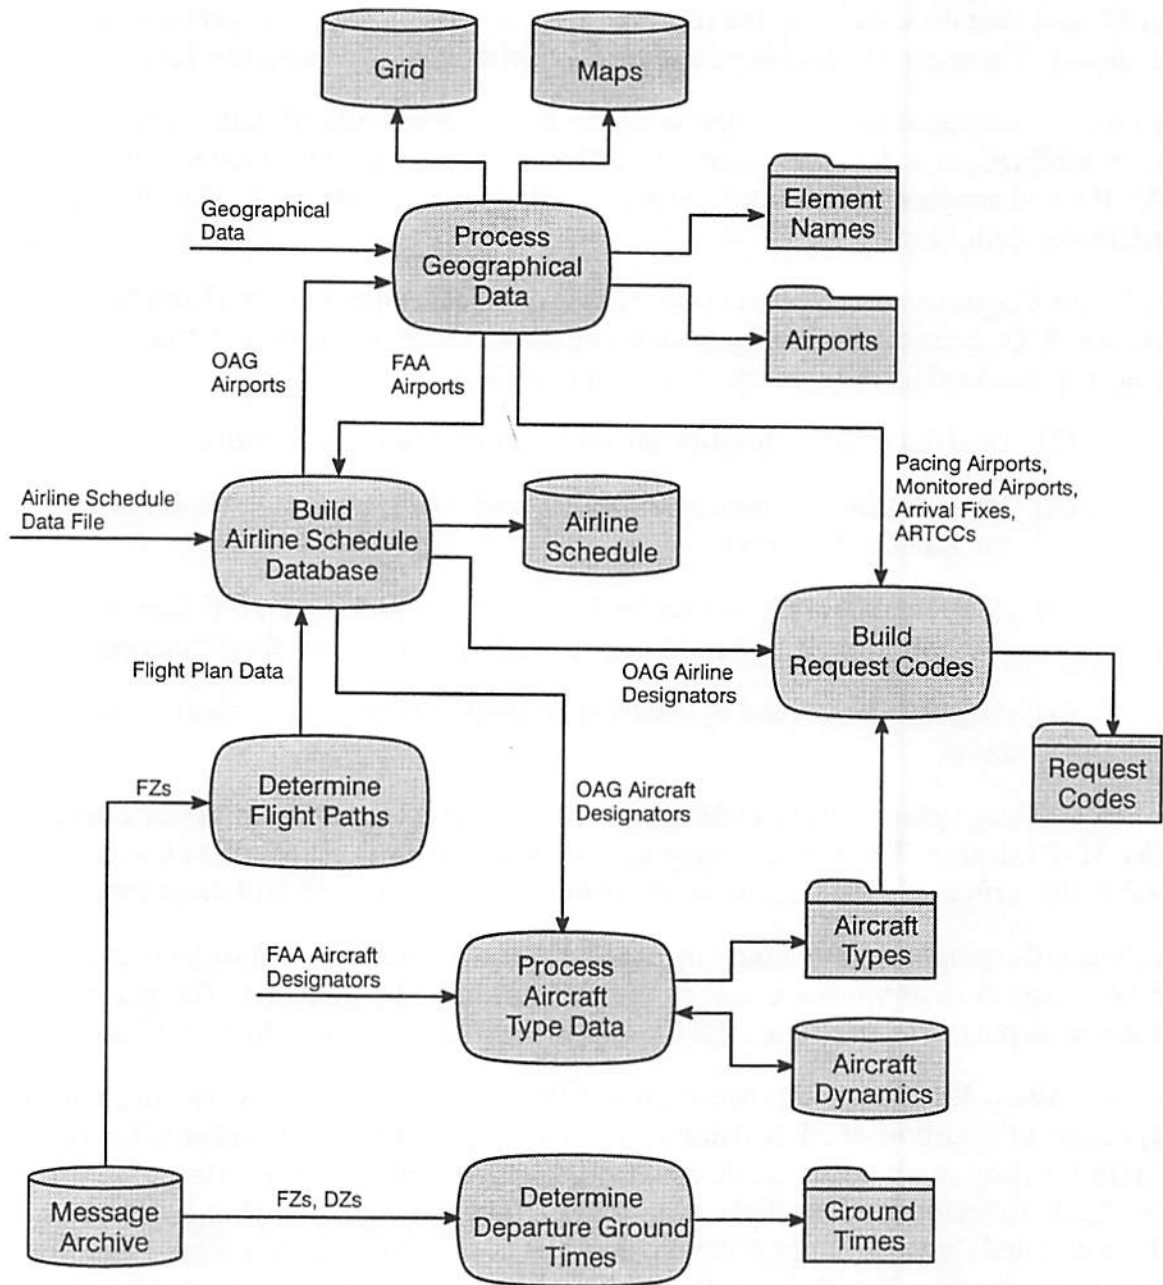 Grid
Maps
Geographical
Data
Process
Geographical
Data
Element
Names
Airports
OAG
Airports
FAA
Airports
Airline Schedule
Data File
Build
Airline Schedule
Database
Airline
Schedule
Pacing Airports,
Monitored Airports,
Arrival Fixes,
ARTCCs
Build
Request Codes
OAG Airline
Designators
Flight Plan Data
Request
Codes
FZs
Determine
Flight Paths
OAG Aircraft
Designators
FAA Aircraft
Designators
Process
Aircraft
Type Data
Aircraft
Types
Aircraft
Dynamics
Message
Archive
FZs, DZs
Determine
Departure Ground
Times
Ground
Times